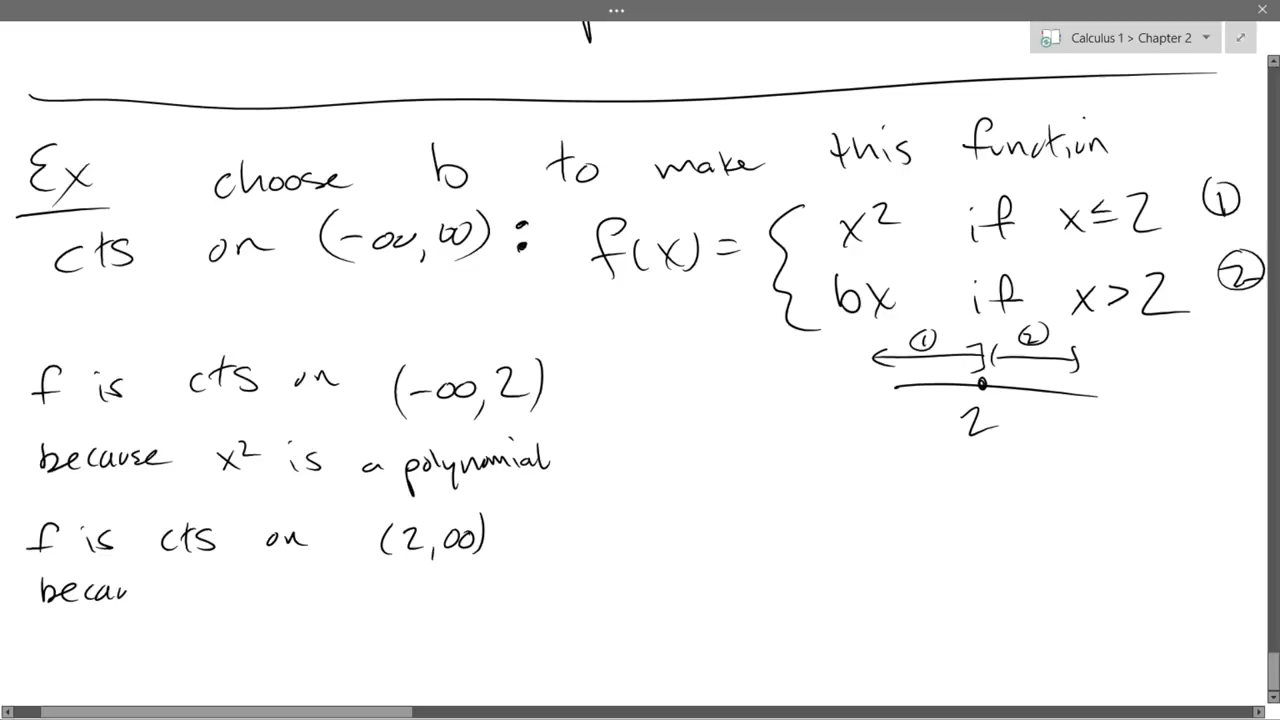 Calculus 1 > Chapter 2
Ex choose b to make this function
cts on (-∞, ∞) : f(x) = { x² if x ≤ 2 ①
bx if x > 2 ②
① ②
2
f is cts on (-∞, 2)
because x² is a polynomial
f is cts on (2, ∞)
becau